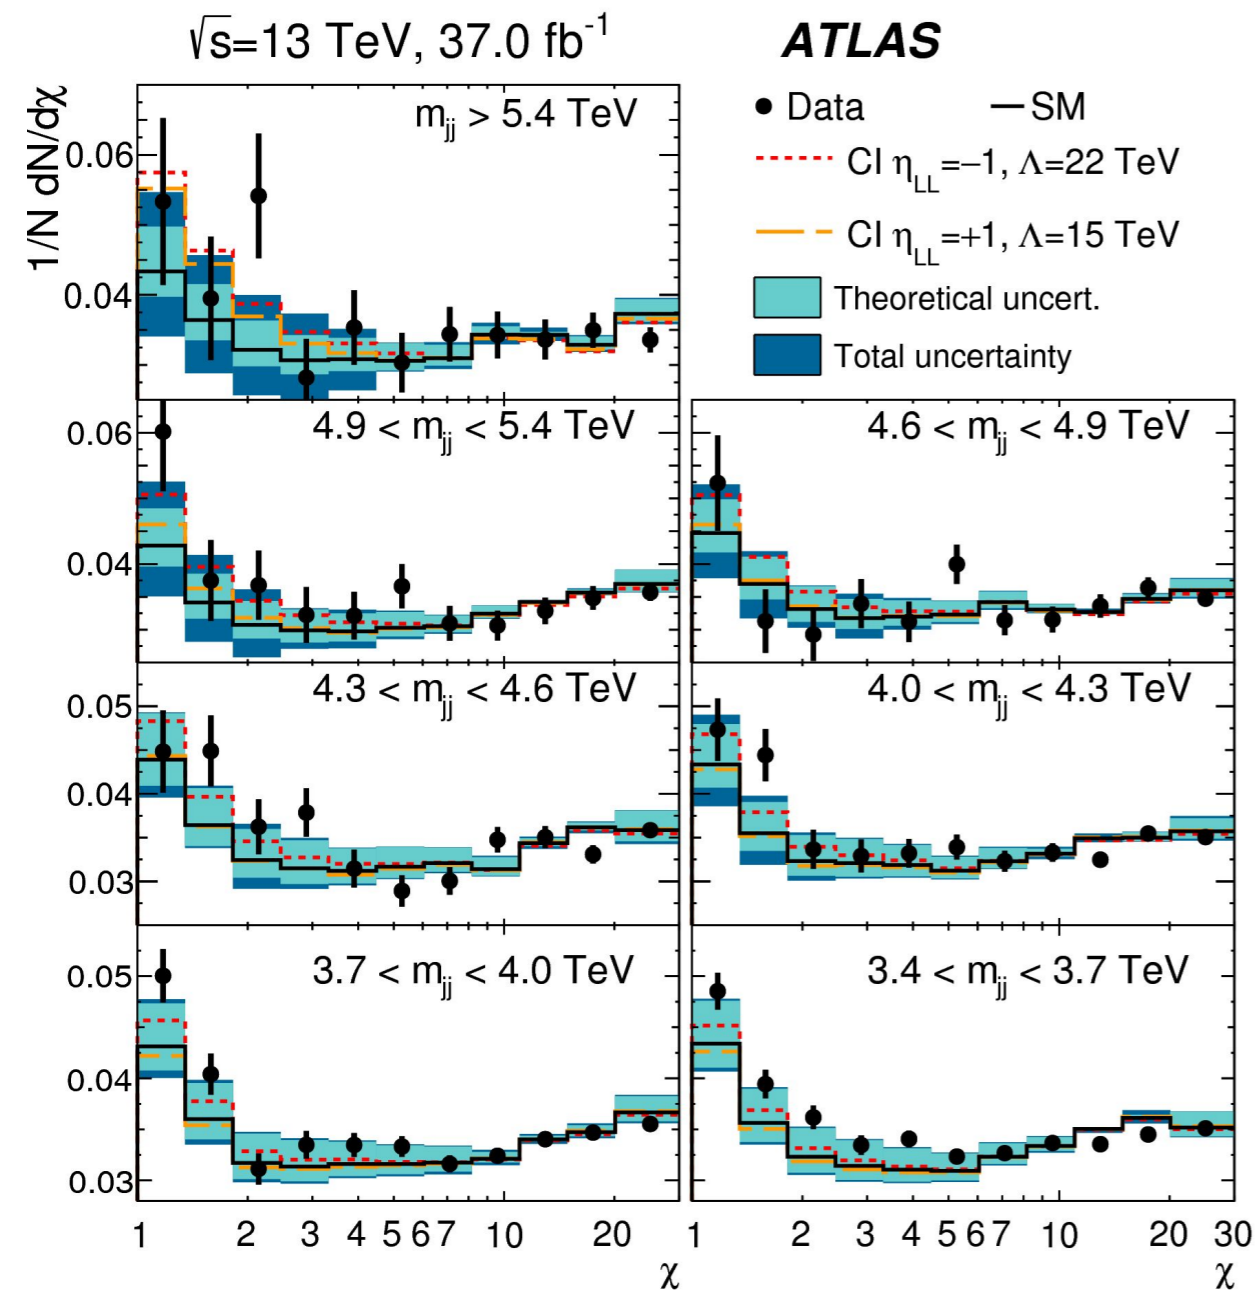 √s=13 TeV, 37.0 fb⁻¹
ATLAS
1/N dN/dχ
Data
SM
CI η_LL=−1, Λ=22 TeV
CI η_LL=+1, Λ=15 TeV
Theoretical uncert.
Total uncertainty
m_jj > 5.4 TeV
0.06
0.04
4.9 < m_jj < 5.4 TeV
0.06
0.04
4.6 < m_jj < 4.9 TeV
4.3 < m_jj < 4.6 TeV
0.05
0.04
0.03
4.0 < m_jj < 4.3 TeV
3.7 < m_jj < 4.0 TeV
0.05
0.04
0.03
3.4 < m_jj < 3.7 TeV
1 2 3 4 5 6 7 10 20
χ
1 2 3 4 5 6 7 10 20 30
χ